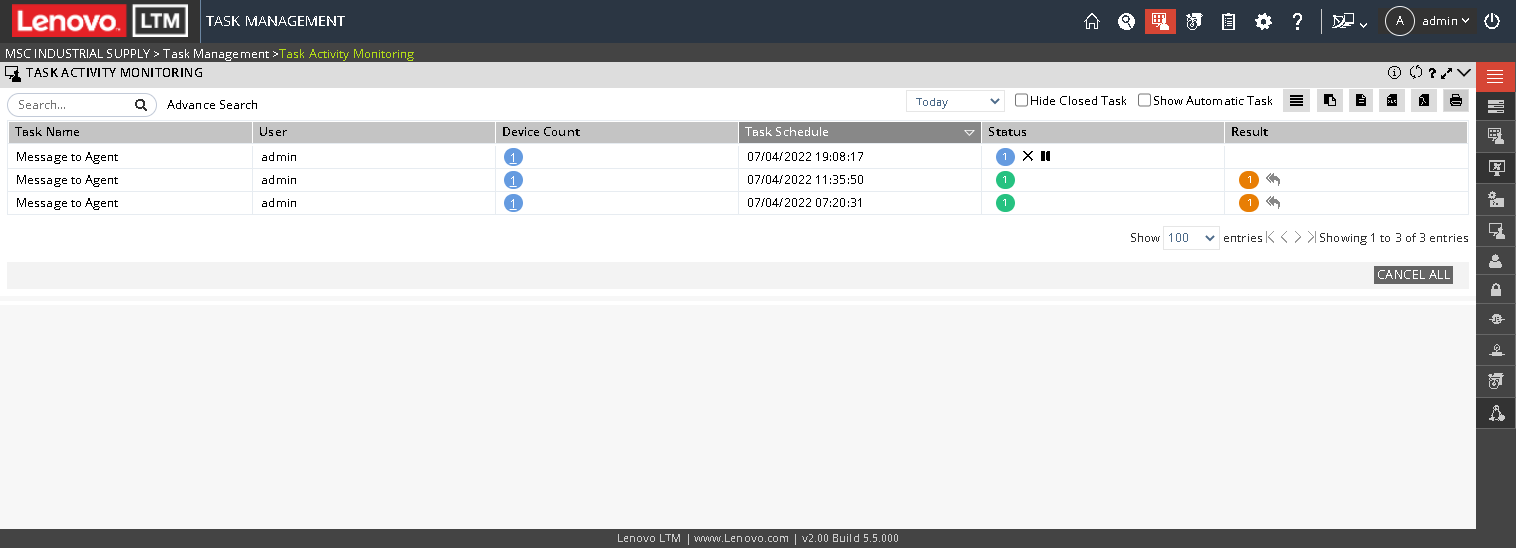 Lenovo LTM TASK MANAGEMENT A admin
MSC INDUSTRIAL SUPPLY > Task Management >Task Activity Monitoring
TASK ACTIVITY MONITORING
Search... Advance Search Today Hide Closed Task Show Automatic Task
Task Name User Device Count Task Schedule Status Result
Message to Agent admin 1 07/04/2022 19:08:17 1
Message to Agent admin 1 07/04/2022 11:35:50 1 1
Message to Agent admin 1 07/04/2022 07:20:31 1 1
Show 100 entries Showing 1 to 3 of 3 entries
CANCEL ALL
Lenovo LTM | www.Lenovo.com | v2.00 Build 5.5.000